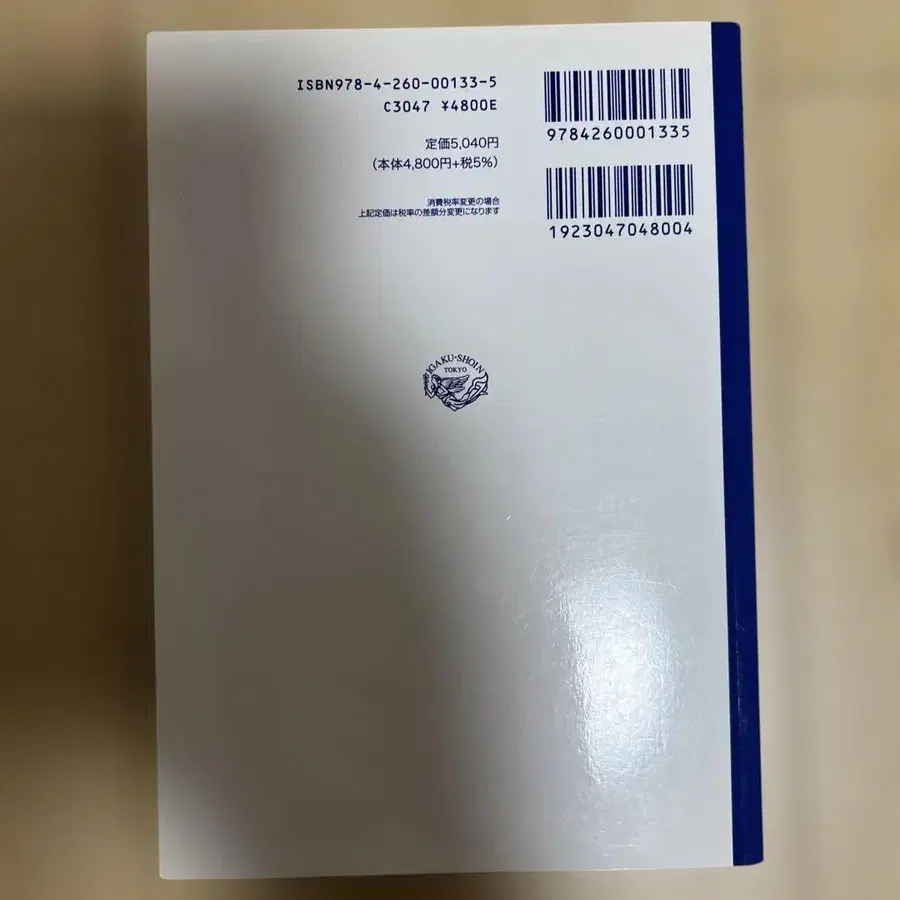 ISBN978-4-260-00133-5
C3047 ¥4800E
定価5,040円
(本体4,800円+税5%)
消費税率変更の場合
上記定価は税率の差額分変更になります
9784260001335
1923047048004
IGAKU-SHOIN
TOKYO